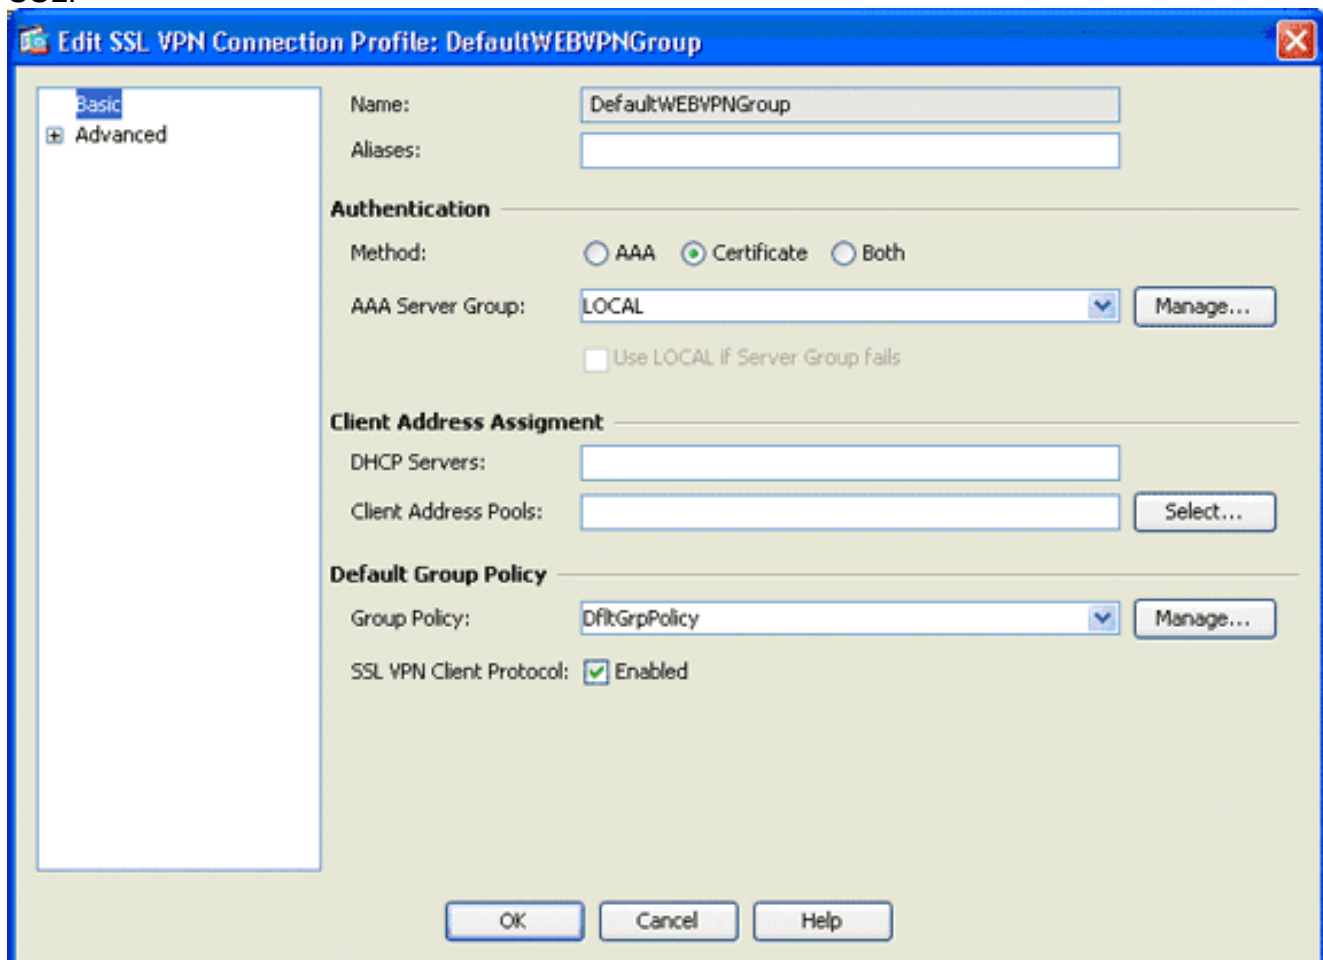 Edit SSL VPN Connection Profile: DefaultWEBVPNGroup
Basic
Advanced
Name: DefaultWEBVPNGroup
Aliases:
Authentication
Method: AAA Certificate Both
AAA Server Group: LOCAL Manage...
Use LOCAL if Server Group fails
Client Address Assigment
DHCP Servers:
Client Address Pools: Select...
Default Group Policy
Group Policy: DfltGrpPolicy Manage...
SSL VPN Client Protocol: Enabled
OK Cancel Help